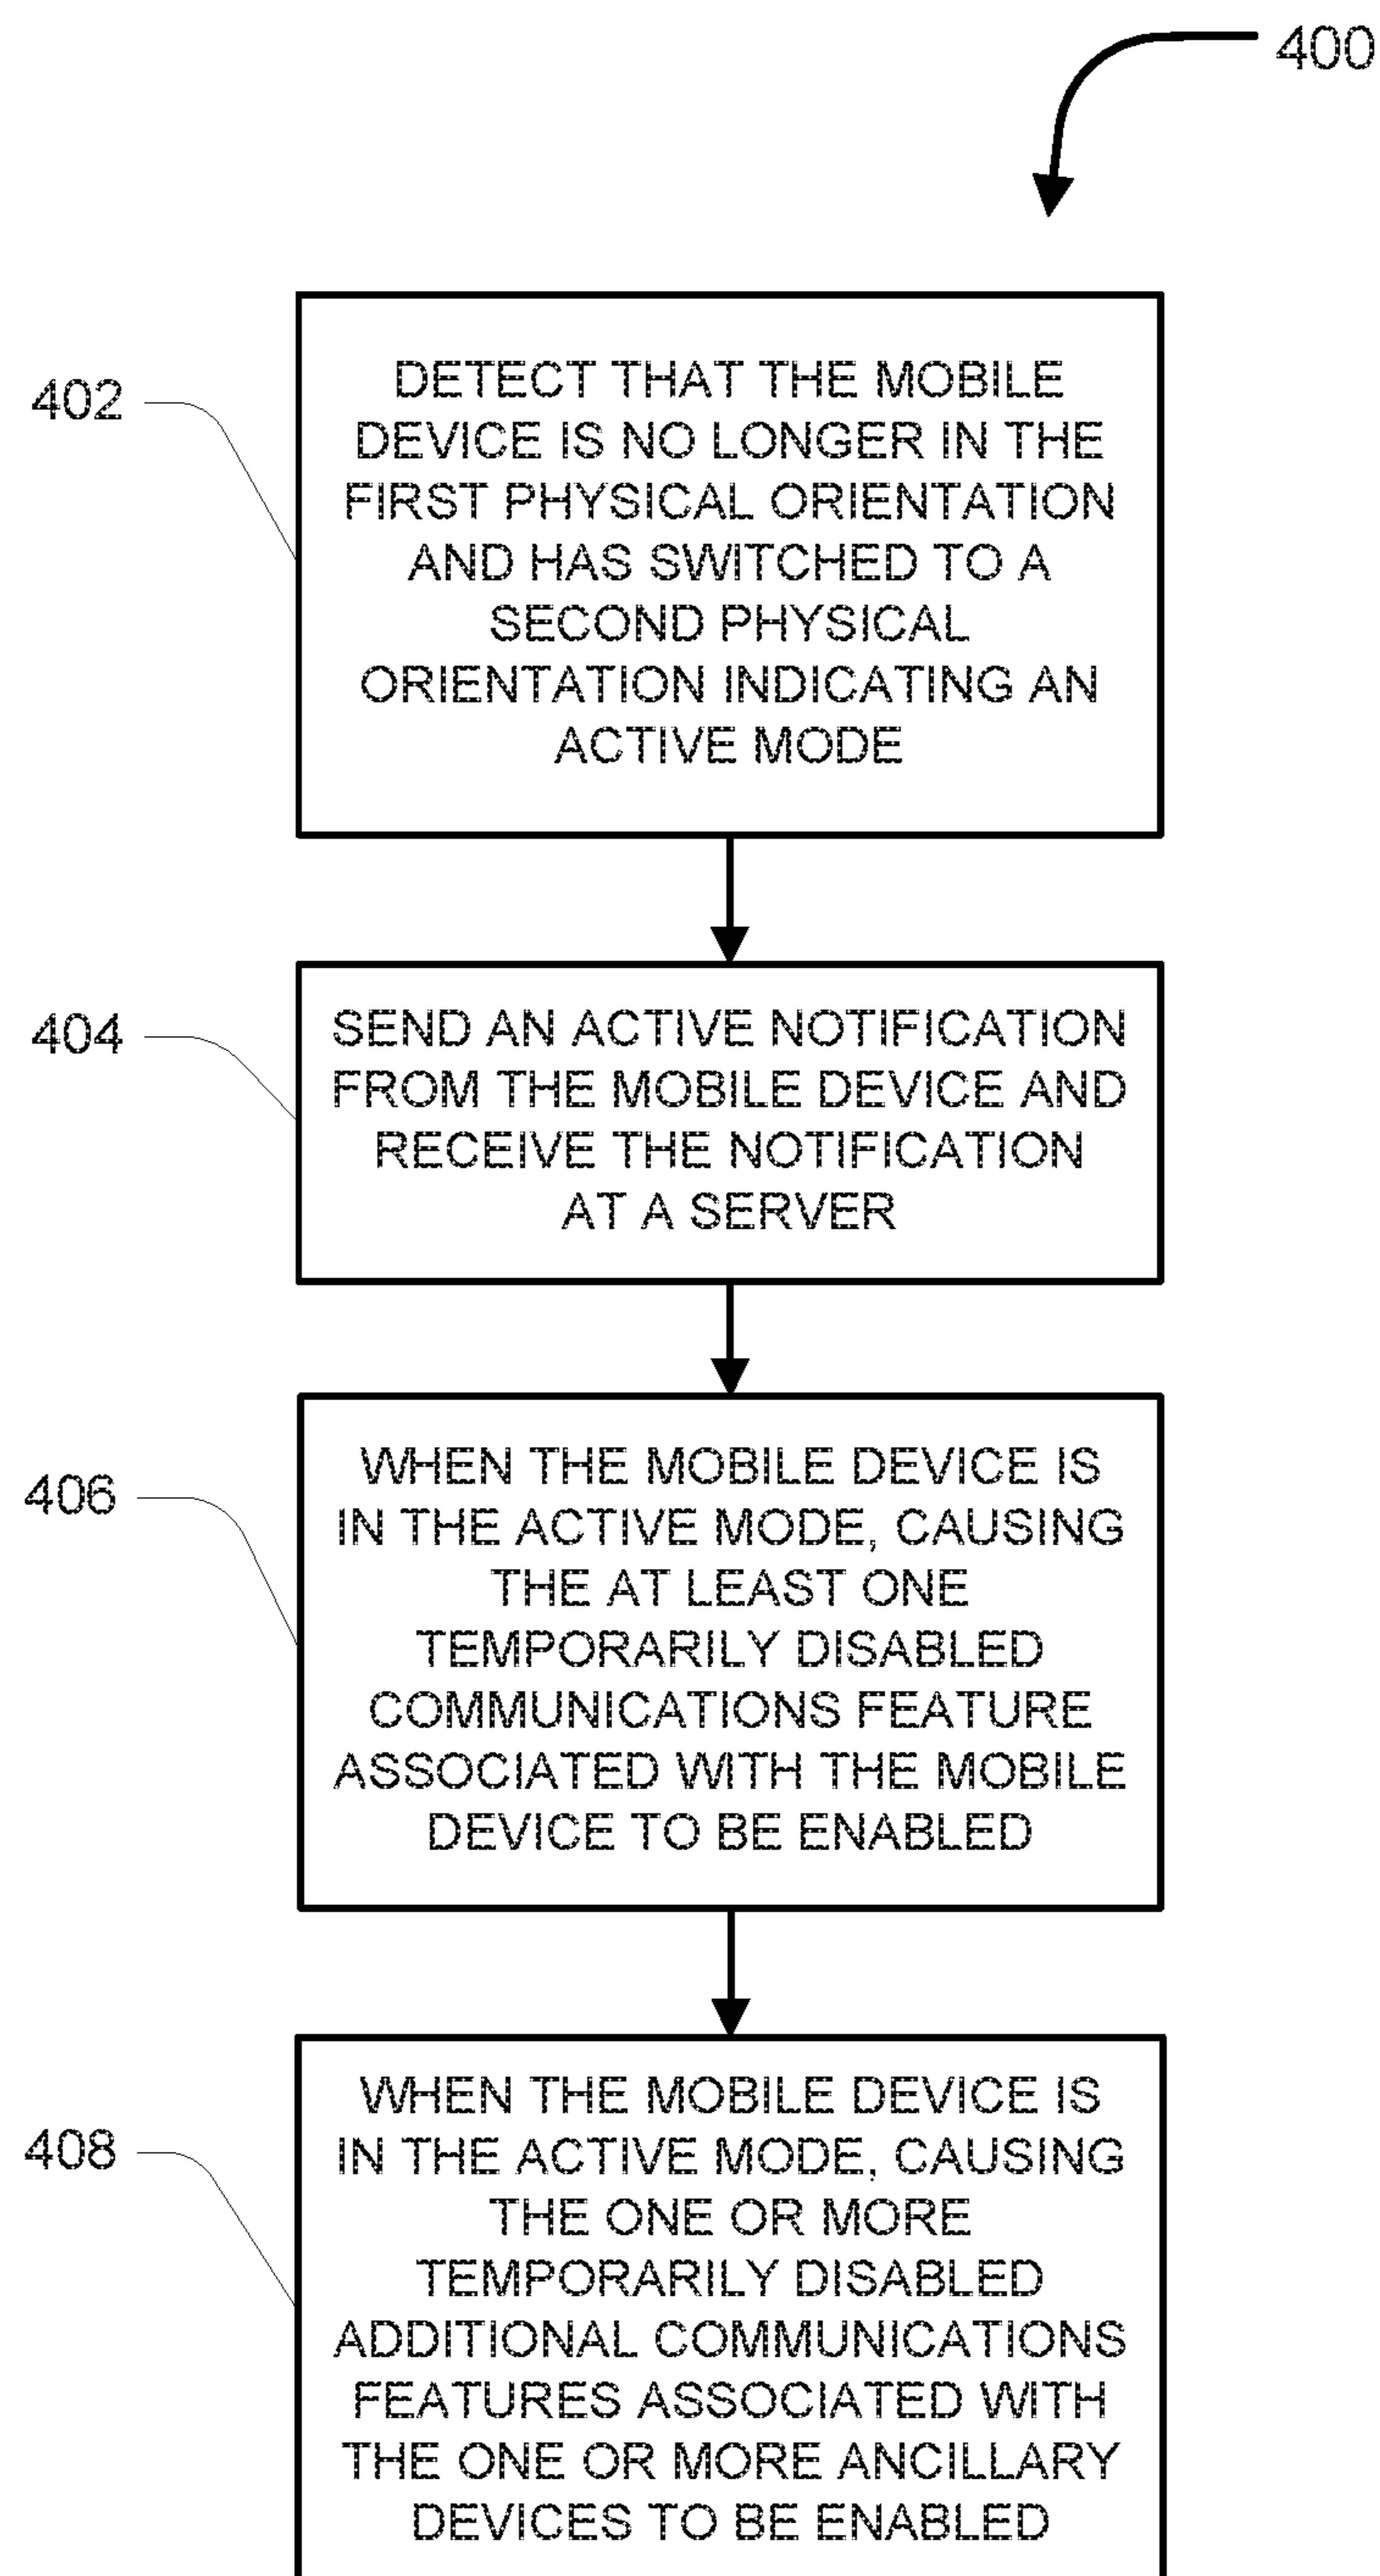 400
402
DETECT THAT THE MOBILE
DEVICE IS NO LONGER IN THE
FIRST PHYSICAL ORIENTATION
AND HAS SWITCHED TO A
SECOND PHYSICAL
ORIENTATION INDICATING AN
ACTIVE MODE
404
SEND AN ACTIVE NOTIFICATION
FROM THE MOBILE DEVICE AND
RECEIVE THE NOTIFICATION
AT A SERVER
406
WHEN THE MOBILE DEVICE IS
IN THE ACTIVE MODE, CAUSING
THE AT LEAST ONE
TEMPORARILY DISABLED
COMMUNICATIONS FEATURE
ASSOCIATED WITH THE MOBILE
DEVICE TO BE ENABLED
408
WHEN THE MOBILE DEVICE IS
IN THE ACTIVE MODE, CAUSING
THE ONE OR MORE
TEMPORARILY DISABLED
ADDITIONAL COMMUNICATIONS
FEATURES ASSOCIATED WITH
THE ONE OR MORE ANCILLARY
DEVICES TO BE ENABLED